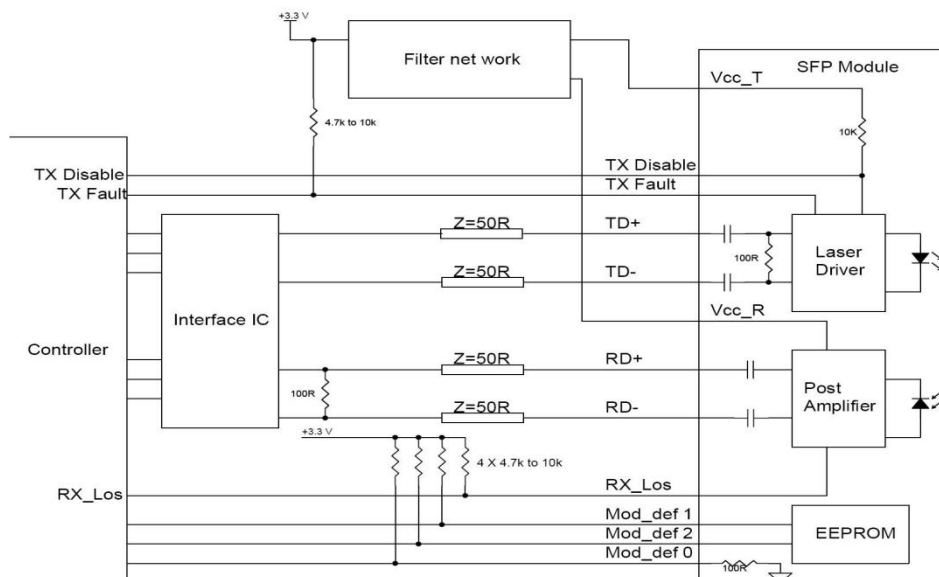 +3.3 V
Filter net work
SFP Module
Vcc_T
4.7k to 10k
10K
TX Disable
TX Disable
TX Fault
TX Fault
Z=50R
TD+
Laser
Driver
100R
Z=50R
TD-
Interface IC
Vcc_R
Controller
Z=50R
RD+
100R
Post
Amplifier
Z=50R
RD-
+3.3 V
4 X 4.7k to 10k
RX_Los
RX_Los
Mod_def 1
Mod_def 2
EEPROM
Mod_def 0
100R